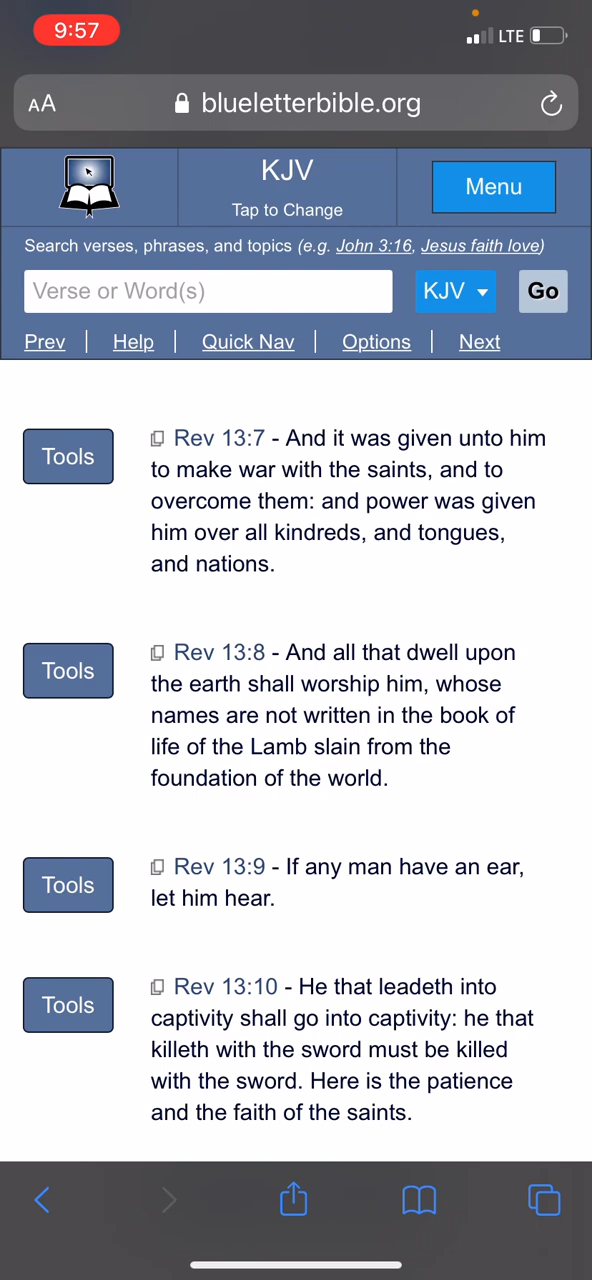 9:57
LTE
AA
blueletterbible.org
KJV
Tap to Change
Menu
Search verses, phrases, and topics (e.g. John 3:16, Jesus faith love)
Verse or Word(s)
KJV
Go
Prev | Help | Quick Nav | Options | Next
Tools
Rev 13:7 - And it was given unto him
to make war with the saints, and to
overcome them: and power was given
him over all kindreds, and tongues,
and nations.
Tools
Rev 13:8 - And all that dwell upon
the earth shall worship him, whose
names are not written in the book of
life of the Lamb slain from the
foundation of the world.
Tools
Rev 13:9 - If any man have an ear,
let him hear.
Tools
Rev 13:10 - He that leadeth into
captivity shall go into captivity: he that
killeth with the sword must be killed
with the sword. Here is the patience
and the faith of the saints.